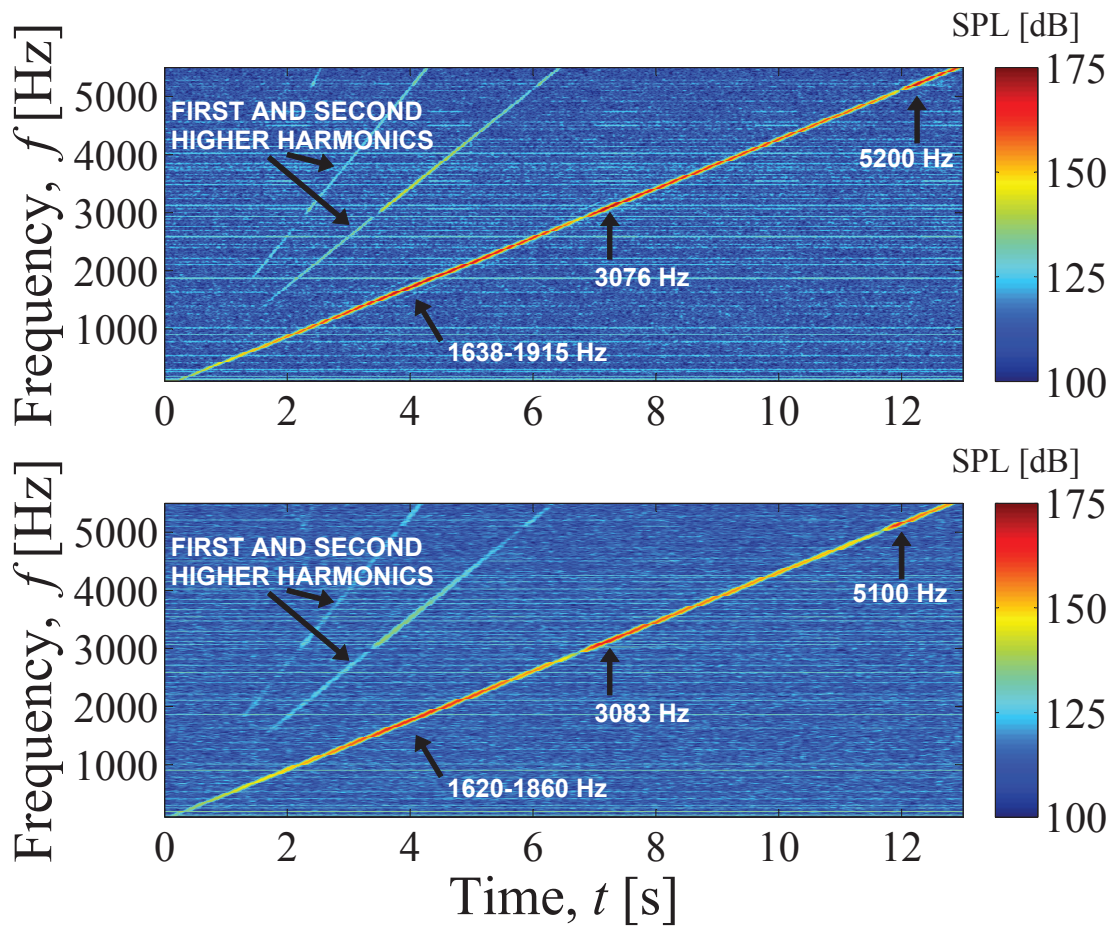 SPL [dB]
Frequency, f [Hz]
5000
4000
3000
2000
1000
FIRST AND SECOND
HIGHER HARMONICS
5200 Hz
3076 Hz
1638-1915 Hz
175
150
125
100
0 2 4 6 8 10 12
SPL [dB]
Frequency, f [Hz]
5000
4000
3000
2000
1000
FIRST AND SECOND
HIGHER HARMONICS
5100 Hz
3083 Hz
1620-1860 Hz
175
150
125
100
0 2 4 6 8 10 12
Time, t [s]